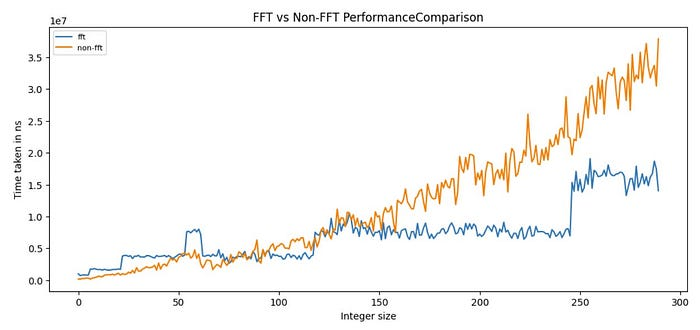 FFT vs Non-FFT PerformanceComparison
1e7
fft
non-fft
Time taken in ns
3.5
3.0
2.5
2.0
1.5
1.0
0.5
0.0
0 50 100 150 200 250 300
Integer size